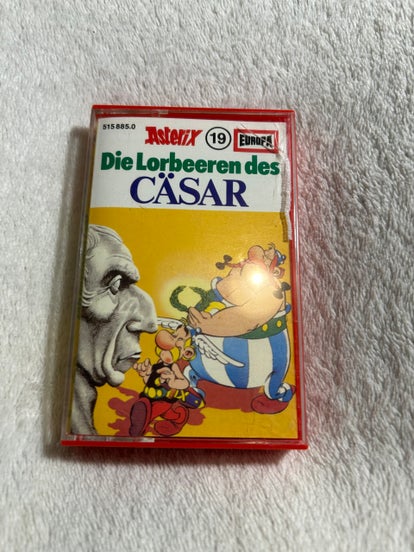 515 885.0 Asterix 19 EUROPA
Die Lorbeeren des
CÄSAR